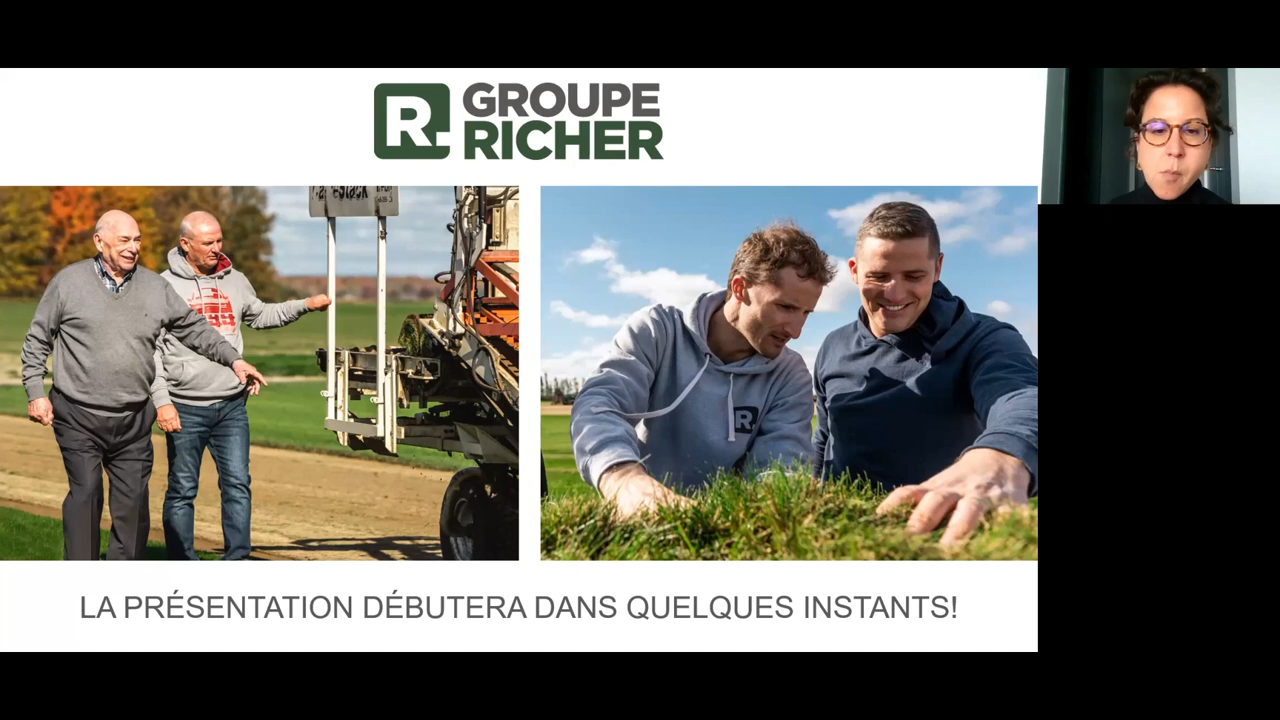 R
GROUPE
RICHER
R
LA PRÉSENTATION DÉBUTERA DANS QUELQUES INSTANTS!